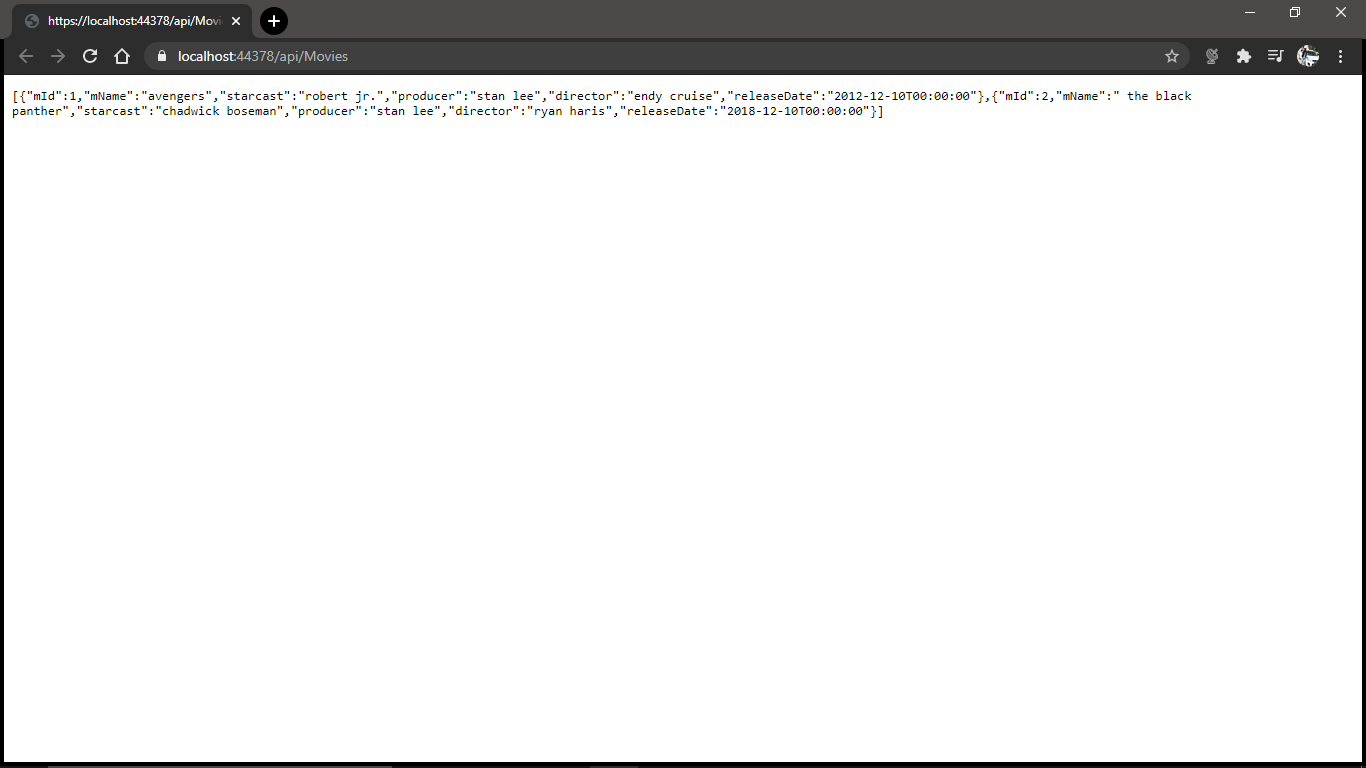 https://localhost:44378/api/Movi
localhost:44378/api/Movies
[{"mId":1,"mName":"avengers","starcast":"robert jr.","producer":"stan lee","director":"endy cruise","releaseDate":"2012-12-10T00:00:00"},{"mId":2,"mName":" the black
panther","starcast":"chadwick boseman","producer":"stan lee","director":"ryan haris","releaseDate":"2018-12-10T00:00:00"}]